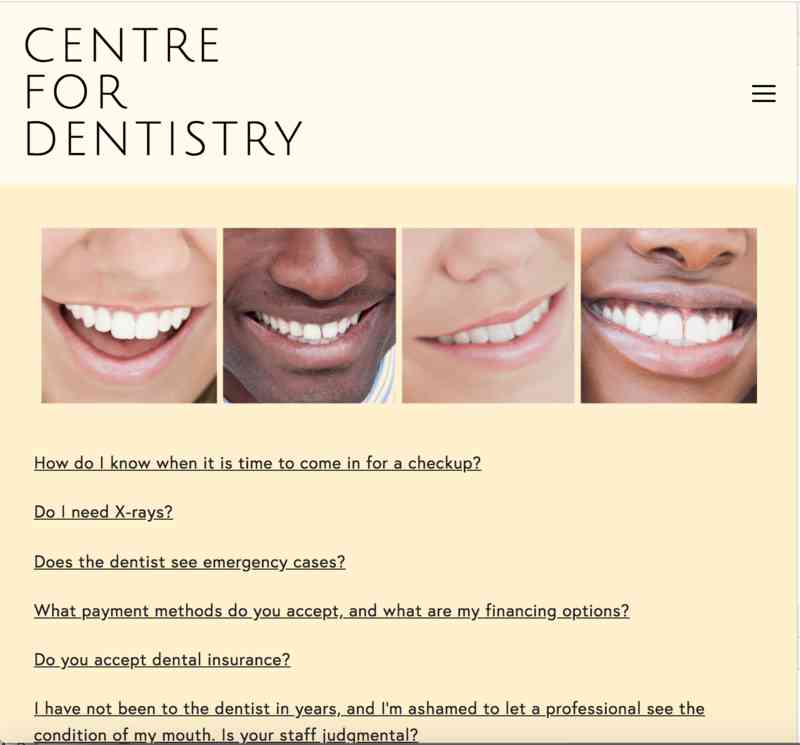 CENTRE
FOR
DENTISTRY
How do I know when it is time to come in for a checkup?
Do I need X-rays?
Does the dentist see emergency cases?
What payment methods do you accept, and what are my financing options?
Do you accept dental insurance?
I have not been to the dentist in years, and I'm ashamed to let a professional see the
condition of my mouth. Is your staff judgmental?